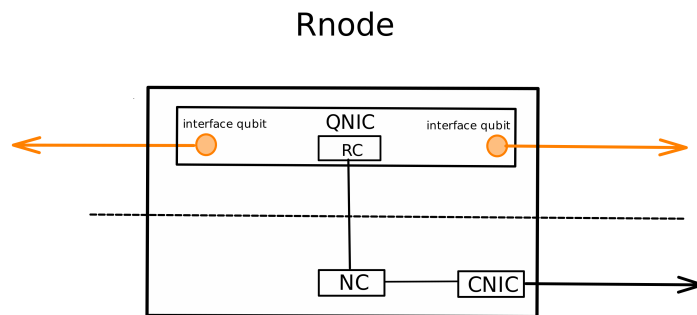 Rnode
interface qubit
QNIC
interface qubit
RC
NC
CNIC